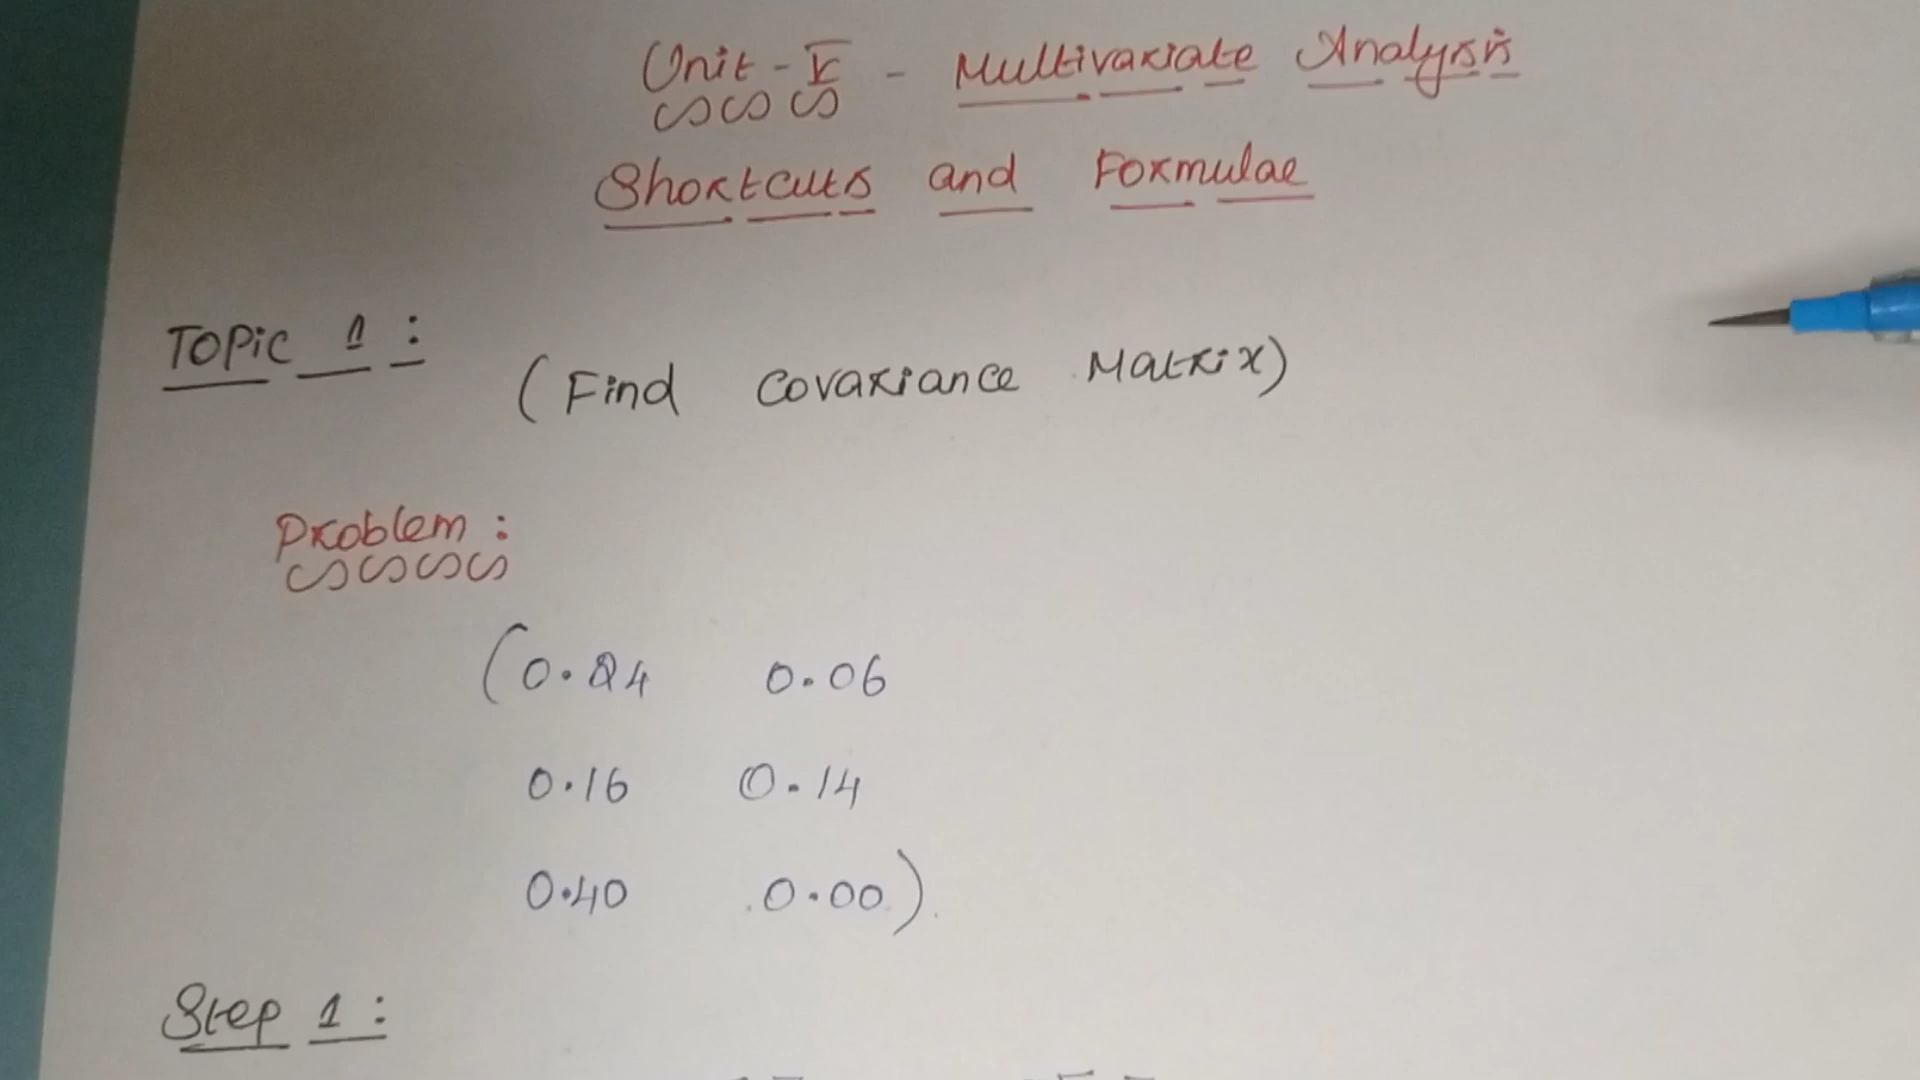 Unit - V - Multivariate Analysis
Shortcuts and Formulae
Topic 1 :
(Find Covariance Matrix)
Problem :
(0.24 0.06
0.16 0.14
0.40 0.00)
Step 1 :